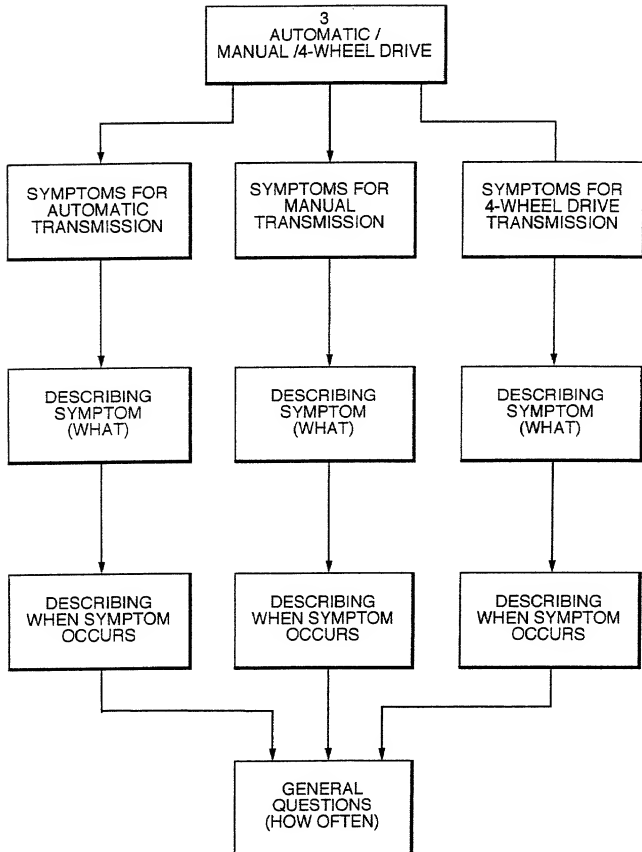 3
AUTOMATIC /
MANUAL /4-WHEEL DRIVE
SYMPTOMS FOR
AUTOMATIC
TRANSMISSION
SYMPTOMS FOR
MANUAL
TRANSMISSION
SYMPTOMS FOR
4-WHEEL DRIVE
TRANSMISSION
DESCRIBING
SYMPTOM
(WHAT)
DESCRIBING
SYMPTOM
(WHAT)
DESCRIBING
SYMPTOM
(WHAT)
DESCRIBING
WHEN SYMPTOM
OCCURS
DESCRIBING
WHEN SYMPTOM
OCCURS
DESCRIBING
WHEN SYMPTOM
OCCURS
GENERAL
QUESTIONS
(HOW OFTEN)